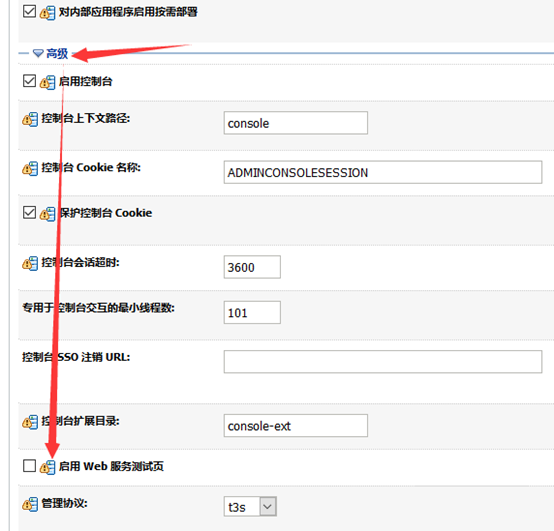 对内部应用程序启用按需部署
高级
启用控制台
控制台上下文路径:
console
控制台 Cookie 名称:
ADMINCONSOLESESSION
保护控制台 Cookie
控制台会话超时:
3600
专用于控制台交互的最小线程数:
101
控制台 SSO 注销 URL:
控制台扩展目录:
console-ext
启用 Web 服务测试页
管理协议:
t3s